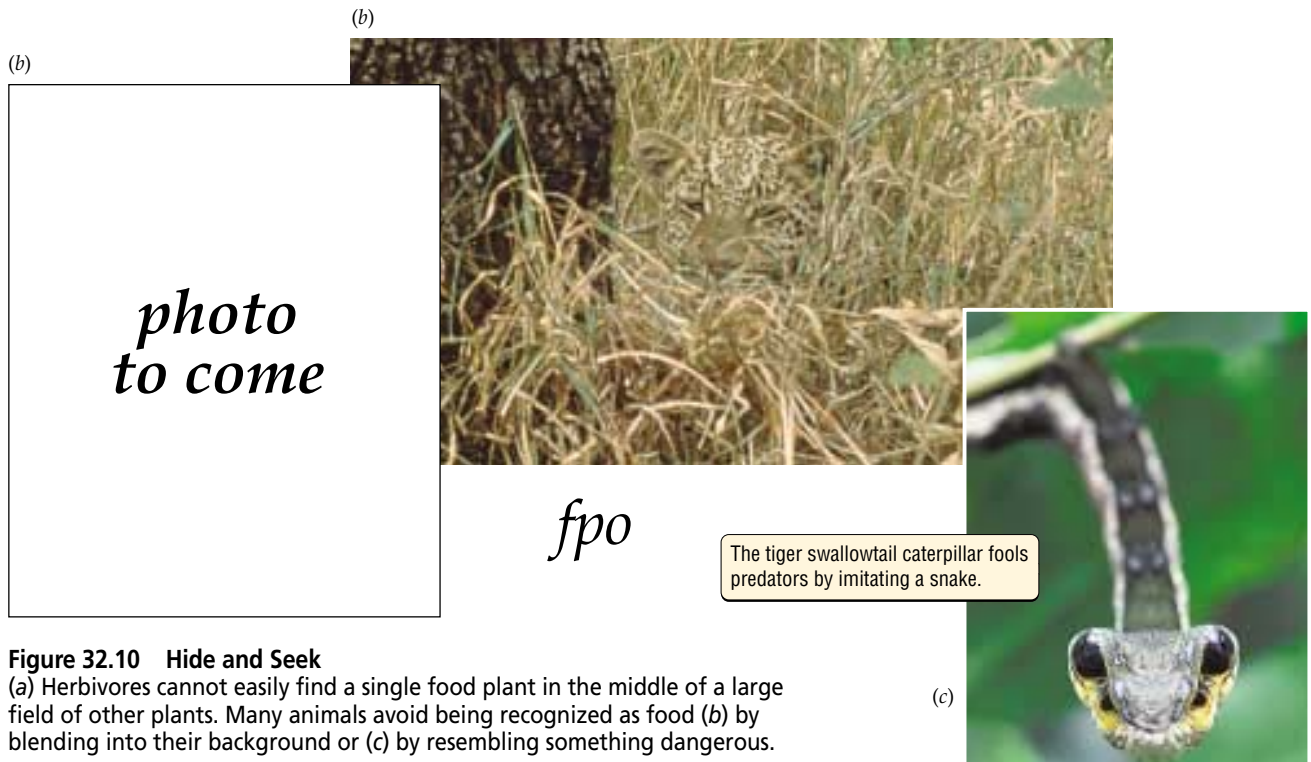 (b)
(b)
photo
to come
fpo
The tiger swallowtail caterpillar fools
predators by imitating a snake.
Figure 32.10 Hide and Seek
(a) Herbivores cannot easily find a single food plant in the middle of a large
field of other plants. Many animals avoid being recognized as food (b) by
blending into their background or (c) by resembling something dangerous.
(c)